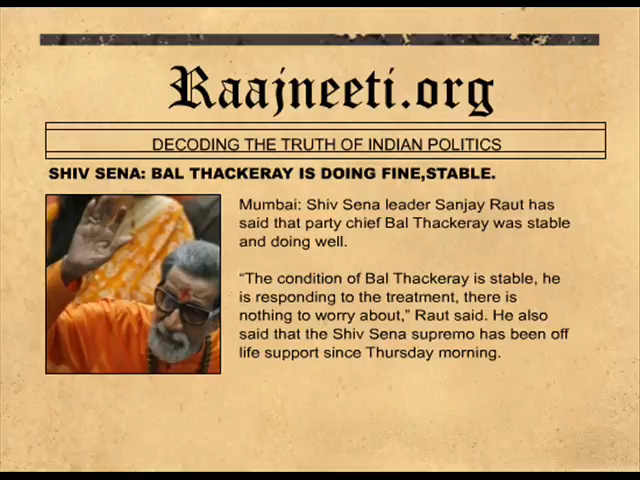 Raajneeti.org
DECODING THE TRUTH OF INDIAN POLITICS
SHIV SENA: BAL THACKERAY IS DOING FINE,STABLE.
Mumbai: Shiv Sena leader Sanjay Raut has
said that party chief Bal Thackeray was stable
and doing well.
“The condition of Bal Thackeray is stable, he
is responding to the treatment, there is
nothing to worry about,” Raut said. He also
said that the Shiv Sena supremo has been off
life support since Thursday morning.